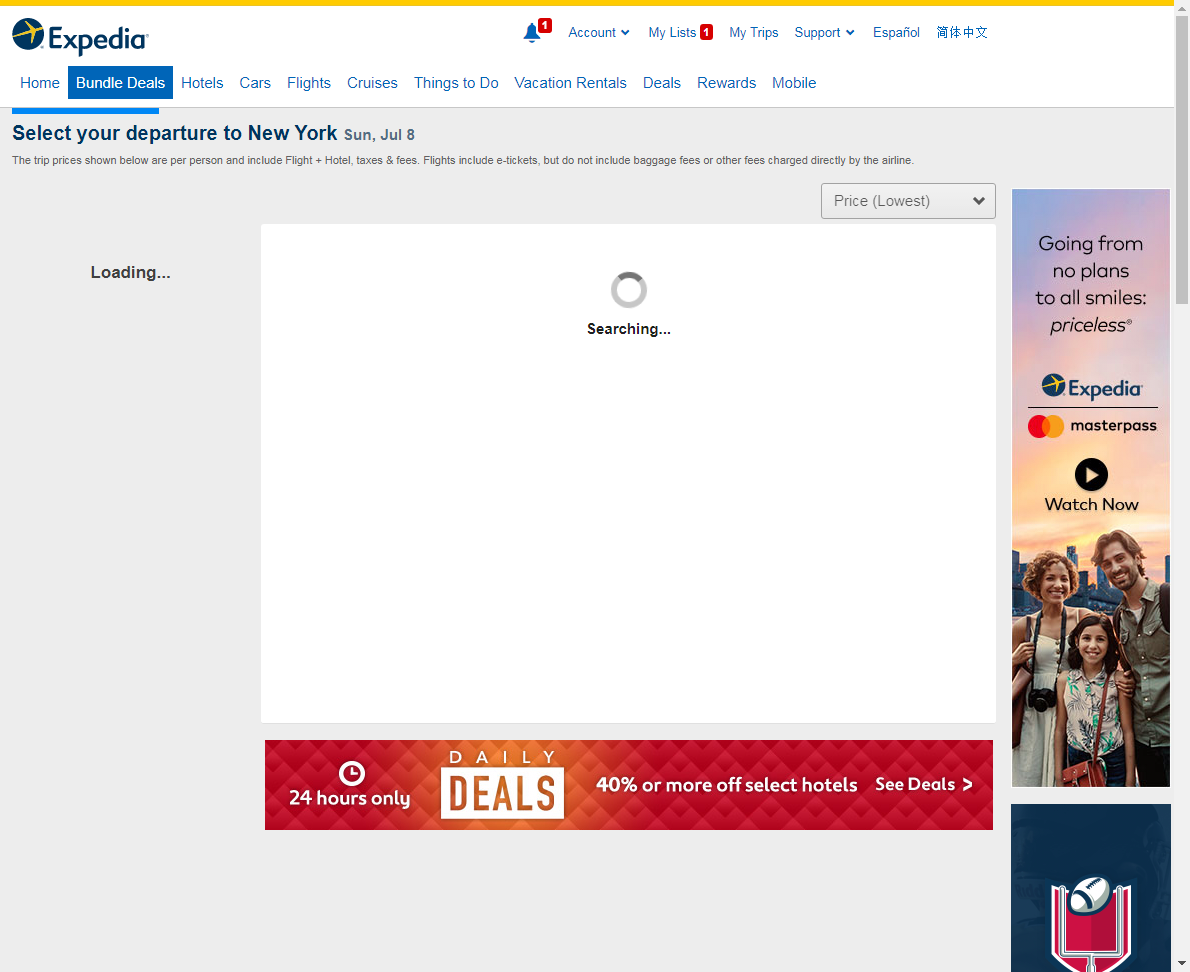 Expedia
1
Account
My Lists 1
My Trips
Support
Español
简体中文
Home
Bundle Deals
Hotels
Cars
Flights
Cruises
Things to Do
Vacation Rentals
Deals
Rewards
Mobile
Select your departure to New York Sun, Jul 8
The trip prices shown below are per person and include Flight + Hotel, taxes & fees. Flights include e-tickets, but do not include baggage fees or other fees charged directly by the airline.
Price (Lowest)
Loading...
Searching...
Going from
no plans
to all smiles:
priceless®
Expedia
masterpass
Watch Now
24 hours only
DAILY
DEALS
40% or more off select hotels
See Deals >